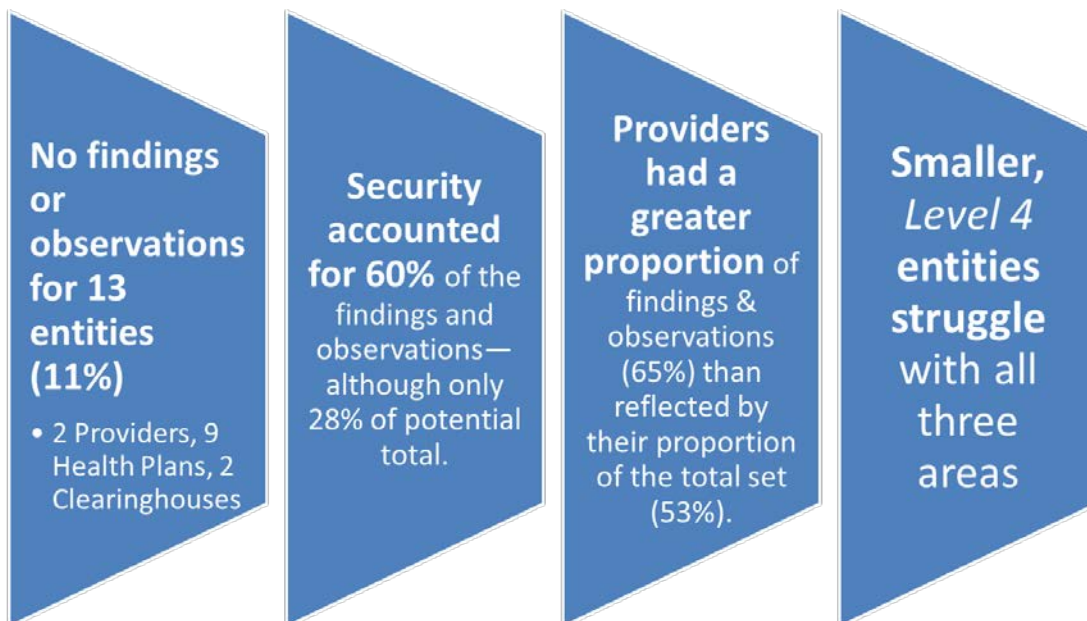 No findings
or
observations
for 13
entities
(11%)
• 2 Providers, 9
Health Plans, 2
Clearinghouses
Security
accounted
for 60% of the
findings and
observations—
although only
28% of potential
total.
Providers
had a
greater
proportion of
findings &
observations
(65%) than
reflected by
their proportion
of the total set
(53%).
Smaller,
Level 4
entities
struggle
with all
three
areas